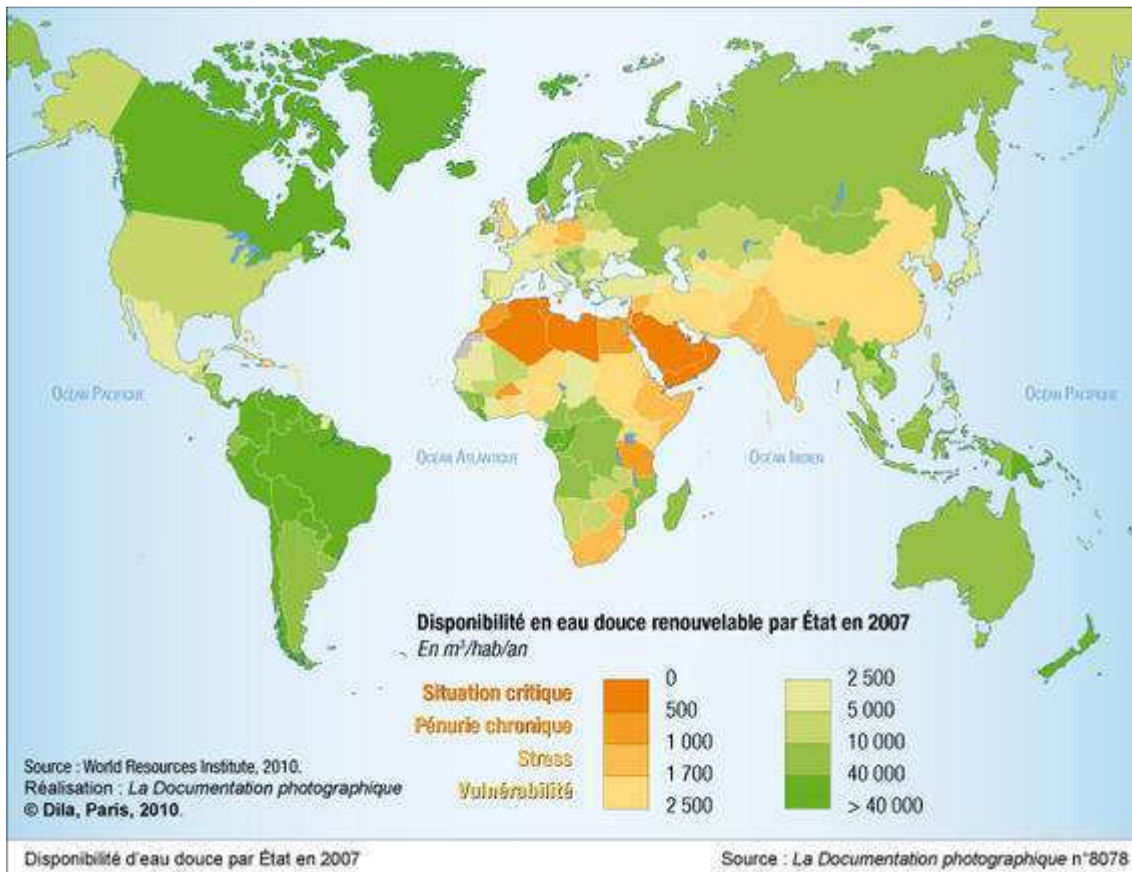 OCÉAN PACIFIQUE
OCÉAN ATLANTIQUE
OCÉAN INDIEN
OCÉAN PACIFIQUE
Disponibilité en eau douce renouvelable par État en 2007
En m³/hab/an
Situation critique
Pénurie chronique
Stress
Vulnérabilité
0
500
1 000
1 700
2 500
2 500
5 000
10 000
40 000
> 40 000
Source : World Resources Institute, 2010.
Réalisation : La Documentation photographique
© Dila, Paris, 2010.
Disponibilité d'eau douce par État en 2007
Source : La Documentation photographique n°8078